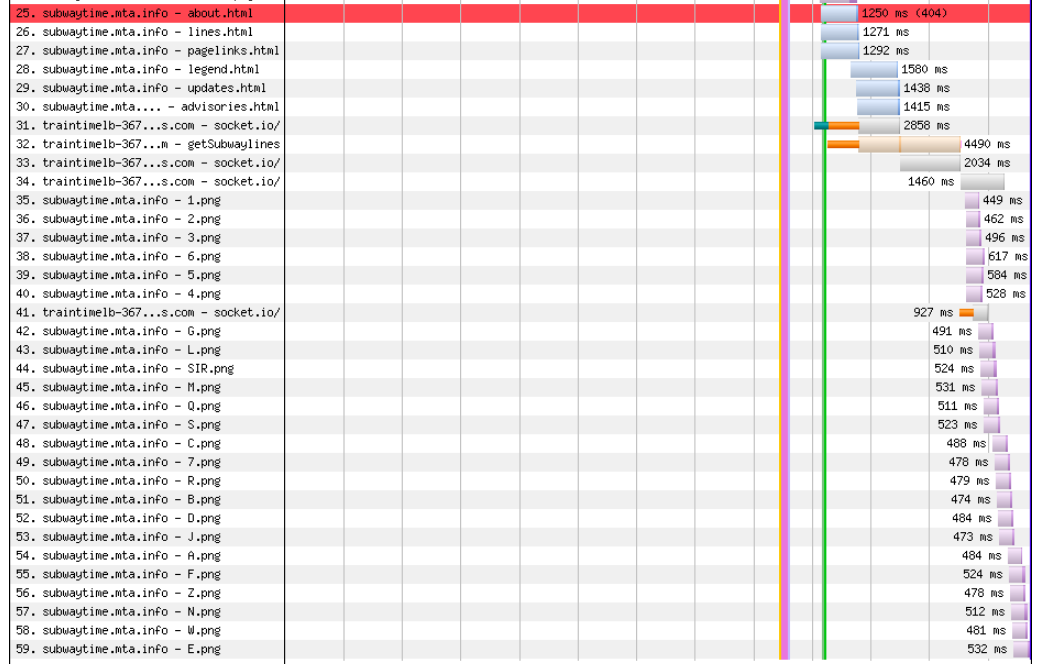 25. subwaytime.mta.info - about.html 1250 ms (404)
26. subwaytime.mta.info - lines.html 1271 ms
27. subwaytime.mta.info - pagelinks.html 1292 ms
28. subwaytime.mta.info - legend.html 1580 ms
29. subwaytime.mta.info - updates.html 1438 ms
30. subwaytime.mta.... - advisories.html 1415 ms
31. traintimelb-367...s.com - socket.io/ 2858 ms
32. traintimelb-367...m - getSubwaylines 4490 ms
33. traintimelb-367...s.com - socket.io/ 2034 ms
34. traintimelb-367...s.com - socket.io/ 1460 ms
35. subwaytime.mta.info - 1.png 449 ms
36. subwaytime.mta.info - 2.png 462 ms
37. subwaytime.mta.info - 3.png 496 ms
38. subwaytime.mta.info - 6.png 617 ms
39. subwaytime.mta.info - 5.png 584 ms
40. subwaytime.mta.info - 4.png 528 ms
41. traintimelb-367...s.com - socket.io/ 927 ms
42. subwaytime.mta.info - G.png 491 ms
43. subwaytime.mta.info - L.png 510 ms
44. subwaytime.mta.info - SIR.png 524 ms
45. subwaytime.mta.info - M.png 531 ms
46. subwaytime.mta.info - Q.png 511 ms
47. subwaytime.mta.info - S.png 523 ms
48. subwaytime.mta.info - C.png 488 ms
49. subwaytime.mta.info - 7.png 478 ms
50. subwaytime.mta.info - R.png 479 ms
51. subwaytime.mta.info - B.png 474 ms
52. subwaytime.mta.info - D.png 484 ms
53. subwaytime.mta.info - J.png 473 ms
54. subwaytime.mta.info - A.png 484 ms
55. subwaytime.mta.info - F.png 524 ms
56. subwaytime.mta.info - Z.png 478 ms
57. subwaytime.mta.info - N.png 512 ms
58. subwaytime.mta.info - W.png 481 ms
59. subwaytime.mta.info - E.png 532 ms